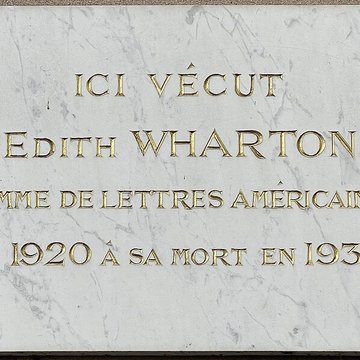 ICI VÉCUT
EDITH WHARTON
MME DE LETTRES AMÉRICAIN
1920 À SA MORT EN 193